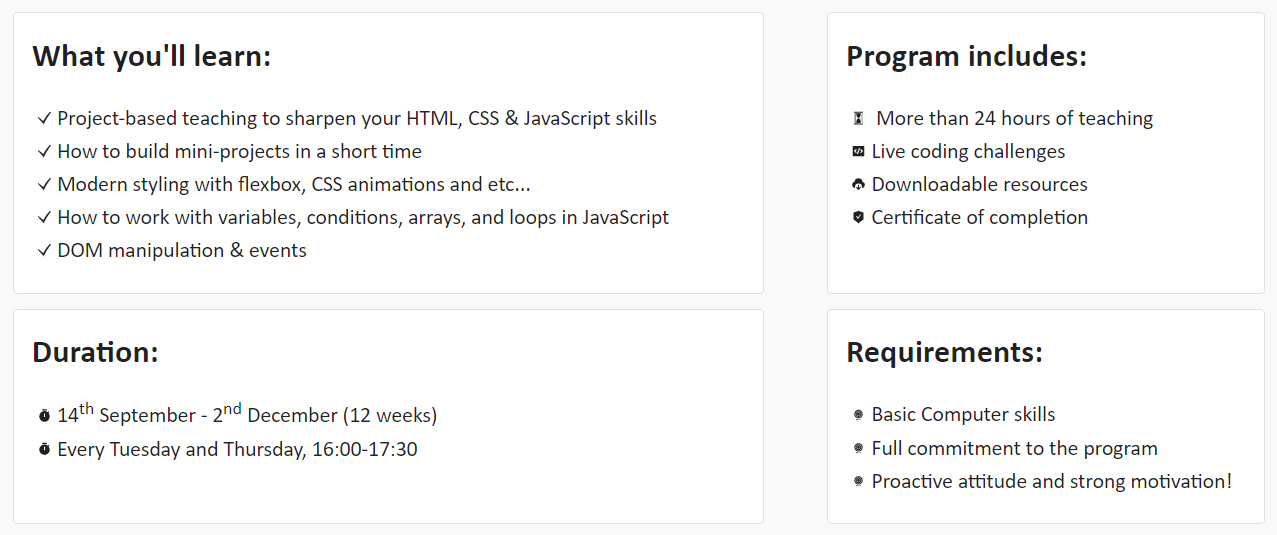 What you'll learn:
Project-based teaching to sharpen your HTML, CSS & JavaScript skills
How to build mini-projects in a short time
Modern styling with flexbox, CSS animations and etc...
How to work with variables, conditions, arrays, and loops in JavaScript
DOM manipulation & events
Program includes:
More than 24 hours of teaching
Live coding challenges
Downloadable resources
Certificate of completion
Duration:
14th September - 2nd December (12 weeks)
Every Tuesday and Thursday, 16:00-17:30
Requirements:
Basic Computer skills
Full commitment to the program
Proactive attitude and strong motivation!